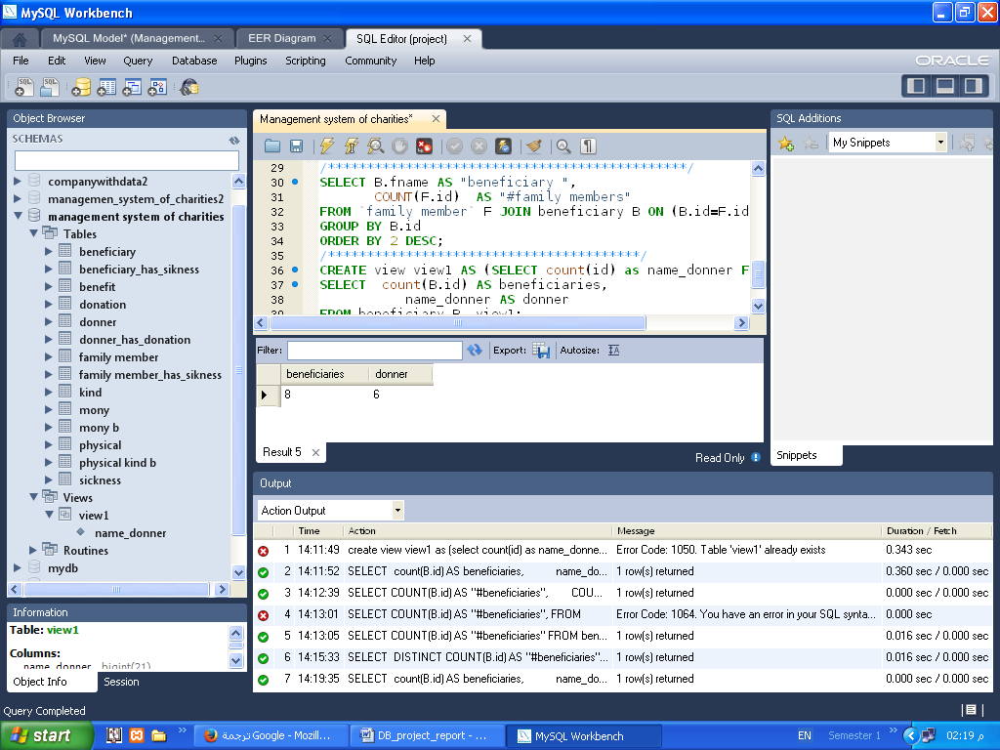 MySQL Workbench
MySQL Model* (Management...
EER Diagram
SQL Editor (project)
File Edit View Query Database Plugins Scripting Community Help
ORACLE
Object Browser
SCHEMAS
companywithdata2
managemen_system_of_charities2
management system of charities
Tables
beneficiary
beneficiary_has_sikness
benefit
donation
donner
donner_has_donation
family member
family member_has_sikness
kind
mony
mony b
physical
physical kind b
sickness
Views
view1
name_donner
Routines
mydb
Information
Table: view1
Columns:
name_donner bigint(21)
Object Info Session
Management system of charities*
29 /*******************************************/
30 SELECT B.fname AS "beneficiary ",
31 COUNT(F.id) AS "#family members"
32 FROM `family member` F JOIN beneficiary B ON (B.id=F.id
33 GROUP BY B.id
34 ORDER BY 2 DESC;
35 /*************************************/
36 CREATE view view1 AS (SELECT count(id) as name_donner F
37 SELECT count(B.id) AS beneficiaries,
38 name_donner AS donner
39 FROM beneficiary B, view1;
Filter: Export: Autosize:
beneficiaries donner
8 6
Result 5
Read Only
SQL Additions
My Snippets
Snippets
Output
Action Output
Time Action Message Duration / Fetch
1 14:11:49 create view view1 as (select count(id) as name_donne... Error Code: 1050. Table 'view1' already exists 0.343 sec
2 14:11:52 SELECT count(B.id) AS beneficiaries, name_do... 1 row(s) returned 0.360 sec / 0.000 sec
3 14:12:39 SELECT COUNT(B.id) AS "#beneficiaries", COU... 1 row(s) returned 0.000 sec / 0.000 sec
4 14:13:01 SELECT COUNT(B.id) AS "#beneficiaries", FROM Error Code: 1064. You have an error in your SQL synta... 0.000 sec
5 14:13:05 SELECT COUNT(B.id) AS "#beneficiaries" FROM ben... 1 row(s) returned 0.016 sec / 0.000 sec
6 14:15:33 SELECT DISTINCT COUNT(B.id) AS "#beneficiaries"... 1 row(s) returned 0.016 sec / 0.000 sec
7 14:19:35 SELECT count(B.id) AS beneficiaries, name_do... 1 row(s) returned 0.000 sec / 0.000 sec
Query Completed
start
ترجمة Google - Mozill...
DB_project_report - ...
MySQL Workbench
EN
Semester 1
02:19 م